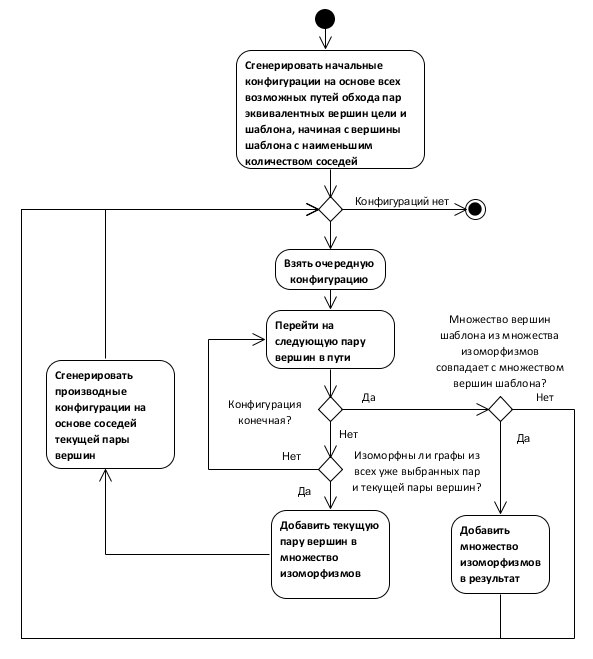 Сгенерировать начальные
конфигурации на основе всех
возможных путей обхода пар
эквивалентных вершин цели и
шаблона, начиная с вершины
шаблона с наименьшим
количеством соседей
Конфигураций нет
Взять очередную
конфигурацию
Перейти на
следующую пару
вершин в пути
Множество вершин
шаблона из множества
изоморфизмов
совпадает с множеством
вершин шаблона?
Сгенерировать
производные
конфигурации на
основе соседей
текущей пары
вершин
Конфигурация
конечная?
Да
Нет
Нет
Да
Нет
Изоморфны ли графы из
всех уже выбранных пар
и текущей пары вершин?
Да
Добавить текущую
пару вершин в
множество
изоморфизмов
Добавить
множество
изоморфизмов
в результат